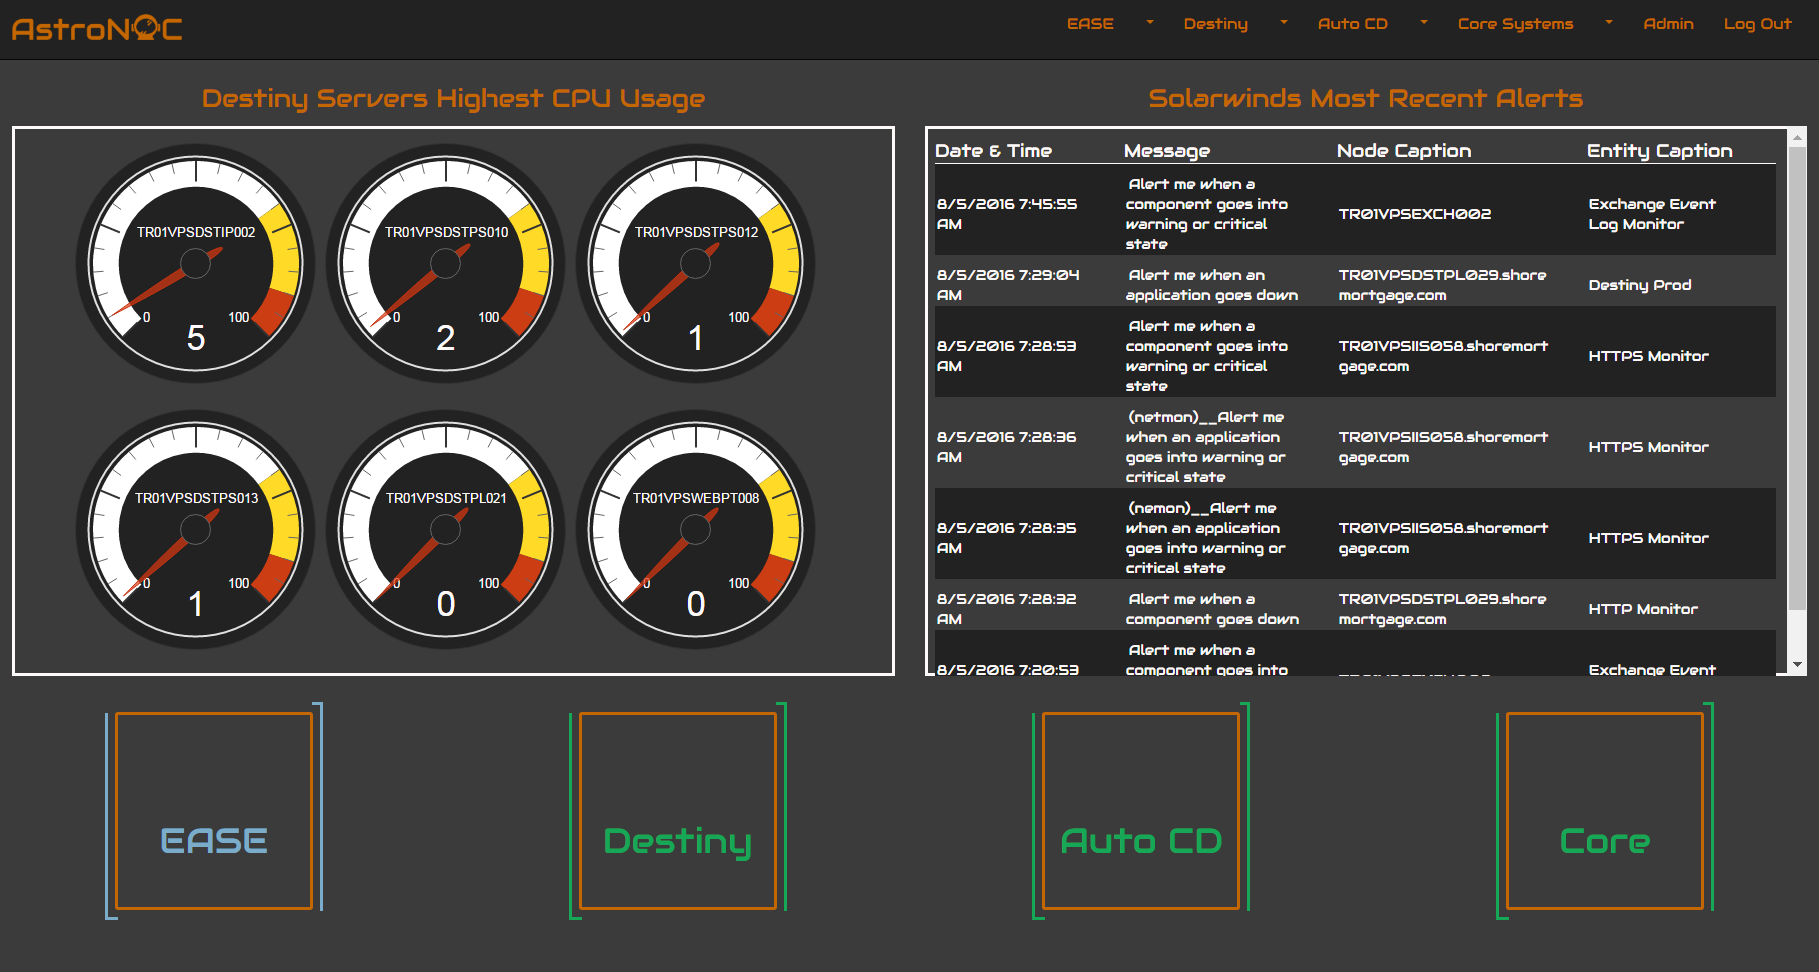 AstroNOC
EASE Destiny Auto CD Core Systems Admin Log Out
Destiny Servers Highest CPU Usage
TR01VPSDSTIP002
0 100
5
TR01VPSDSTPS010
0 100
2
TR01VPSDSTPS012
0 100
1
TR01VPSDSTPS013
0 100
1
TR01VPSDSTPL021
0 100
0
TR01VPSWEBPT008
0 100
0
Solarwinds Most Recent Alerts
Date & Time Message Node Caption Entity Caption
8/5/2016 7:45:55
AM
Alert me when a
component goes into
warning or critical
state
TR01VPSEXCH002
Exchange Event
Log Monitor
8/5/2016 7:29:04
AM
Alert me when an
application goes down
TR01VPSDSTPL029.shore
mortgage.com
Destiny Prod
8/5/2016 7:28:53
AM
Alert me when a
component goes into
warning or critical
state
TR01VPSIIS058.shoremort
gage.com
HTTPS Monitor
8/5/2016 7:28:36
AM
(netmon)__Alert me
when an application
goes into warning or
critical state
TR01VPSIIS058.shoremort
gage.com
HTTPS Monitor
8/5/2016 7:28:35
AM
(nemon)__Alert me
when an application
goes into warning or
critical state
TR01VPSIIS058.shoremort
gage.com
HTTPS Monitor
8/5/2016 7:28:32
AM
Alert me when a
component goes down
TR01VPSDSTPL029.shore
mortgage.com
HTTP Monitor
8/5/2016 7:20:53
Alert me when a
component goes into
Exchange Event
EASE
Destiny
Auto CD
Core